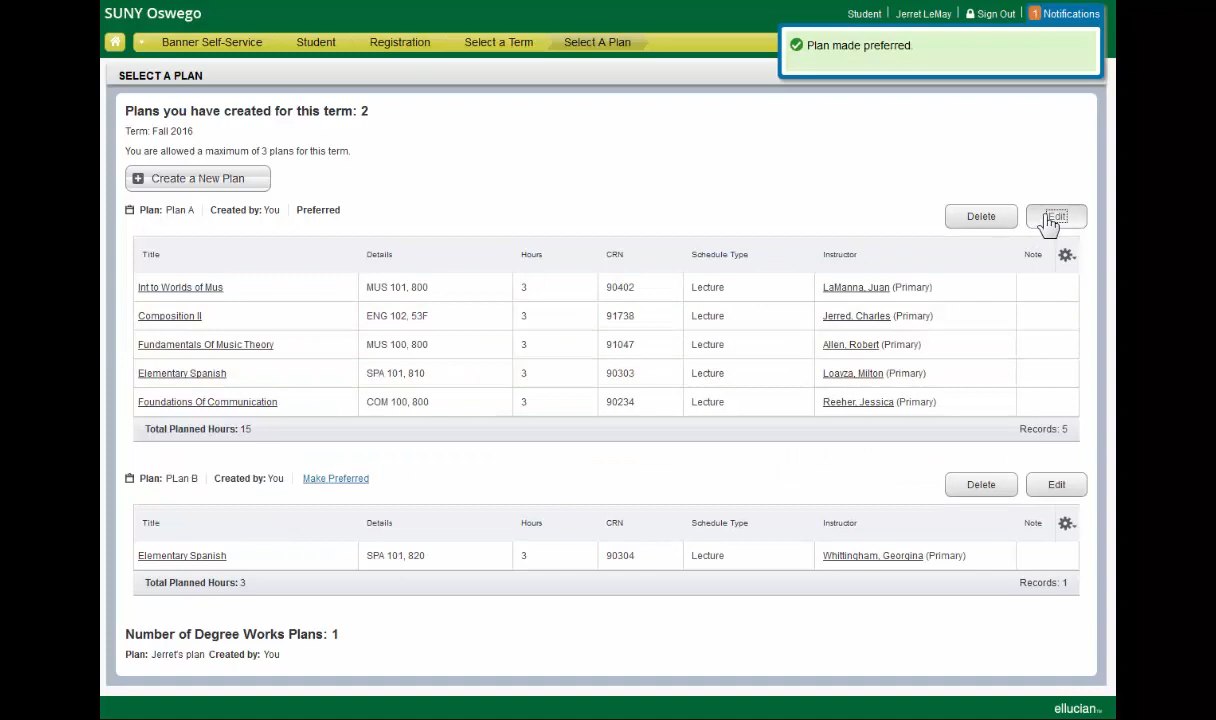 SUNY Oswego
Student Jerret LeMay Sign Out 1 Notifications
Banner Self-Service Student Registration Select a Term Select A Plan
Plan made preferred.
SELECT A PLAN
Plans you have created for this term: 2
Term: Fall 2016
You are allowed a maximum of 3 plans for this term.
Create a New Plan
Plan: Plan A Created by: You Preferred Delete Edit
Title Details Hours CRN Schedule Type Instructor Note
Int to Worlds of Mus MUS 101, 800 3 90402 Lecture LaManna, Juan (Primary)
Composition II ENG 102, 53F 3 91738 Lecture Jerred, Charles (Primary)
Fundamentals Of Music Theory MUS 100, 800 3 91047 Lecture Allen, Robert (Primary)
Elementary Spanish SPA 101, 810 3 90303 Lecture Loayza, Milton (Primary)
Foundations Of Communication COM 100, 800 3 90234 Lecture Reeher, Jessica (Primary)
Total Planned Hours: 15 Records: 5
Plan: PLan B Created by: You Make Preferred Delete Edit
Title Details Hours CRN Schedule Type Instructor Note
Elementary Spanish SPA 101, 820 3 90304 Lecture Whittingham, Georgina (Primary)
Total Planned Hours: 3 Records: 1
Number of Degree Works Plans: 1
Plan: Jerret's plan Created by: You
ellucian